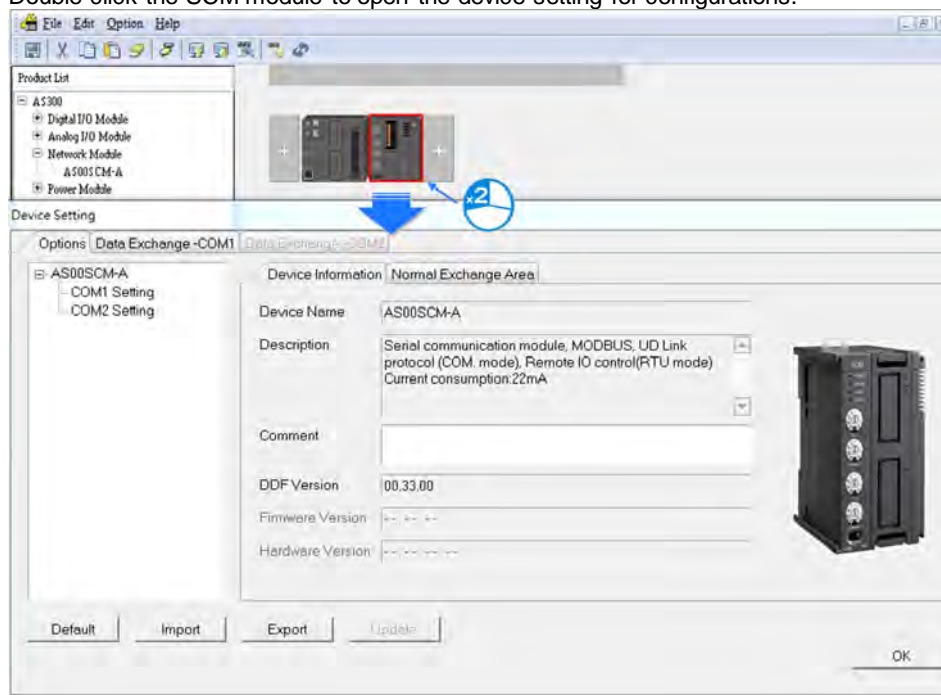 Double-click the SCM module to open the device setting for configurations.
File Edit Option Help
Product List
AS300
Digital I/O Module
Analog I/O Module
Network Module
AS00SCM-A
Power Module
x2
Device Setting
Options Data Exchange -COM1 Data Exchange -COM2
AS00SCM-A
COM1 Setting
COM2 Setting
Device Information Normal Exchange Area
Device Name AS00SCM-A
Description Serial communication module, MODBUS, UD Link
protocol (COM. mode), Remote IO control(RTU mode)
Current consumption:22mA
Comment
DDF Version 00.33.00
Firmware Version -- -- --
Hardware Version -- -- -- --
Default Import Export Update
OK